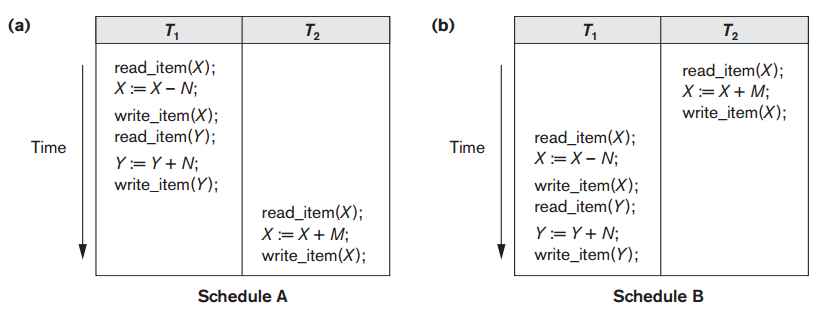 (a)
T1
T2
Time
read_item(X);
X := X – N;
write_item(X);
read_item(Y);
Y := Y + N;
write_item(Y);
read_item(X);
X := X + M;
write_item(X);
Schedule A
(b)
T1
T2
Time
read_item(X);
X := X + M;
write_item(X);
read_item(X);
X := X – N;
write_item(X);
read_item(Y);
Y := Y + N;
write_item(Y);
Schedule B